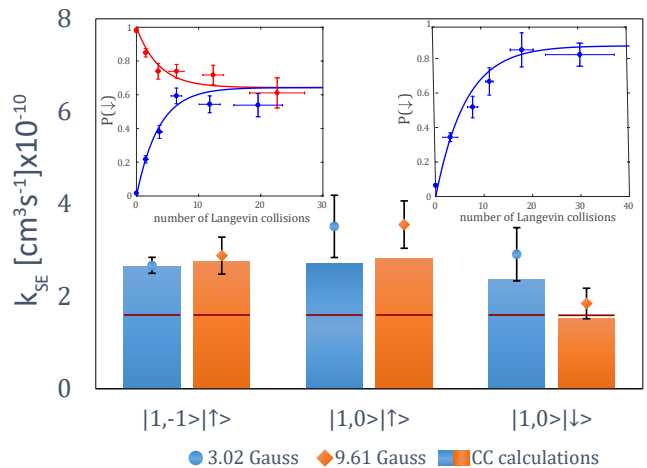 8
6
4
2
0
k_SE [cm³s⁻¹]x10⁻¹⁰
1
0.8
0.6
0.4
0.2
0
P(↓)
0 10 20 30
number of Langevin collisions
1
0.8
0.6
0.4
0.2
0
P(↓)
0 10 20 30 40
number of Langevin collisions
|1,-1>|↑> |1,0>|↑> |1,0>|↓>
3.02 Gauss 9.61 Gauss CC calculations